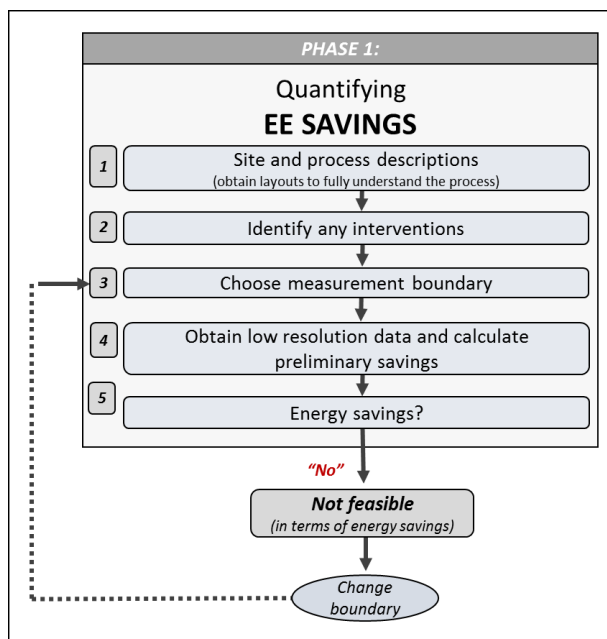 PHASE 1:
Quantifying
EE SAVINGS
1
Site and process descriptions
(obtain layouts to fully understand the process)
2
Identify any interventions
3
Choose measurement boundary
4
Obtain low resolution data and calculate
preliminary savings
5
Energy savings?
“No”
Not feasible
(in terms of energy savings)
Change
boundary